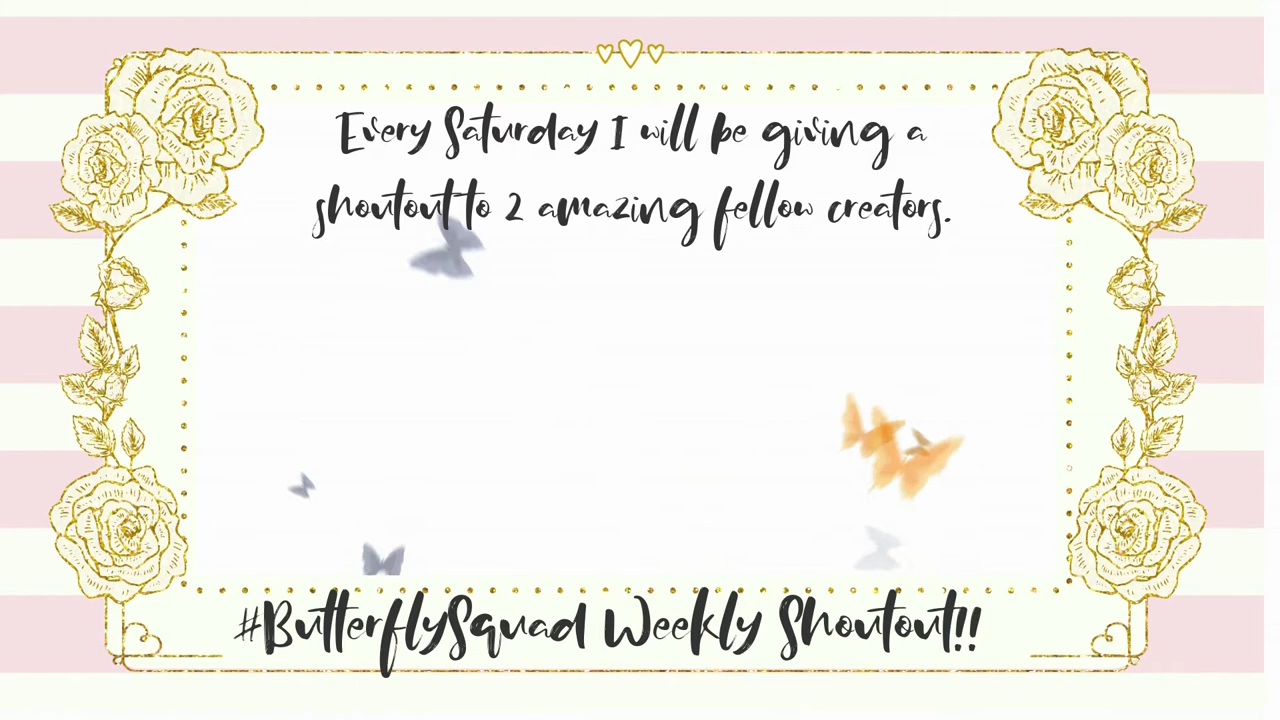 Every Saturday I will be giving a
shoutout to 2 amazing fellow creators.
#ButterflySquad Weekly Shoutout!!